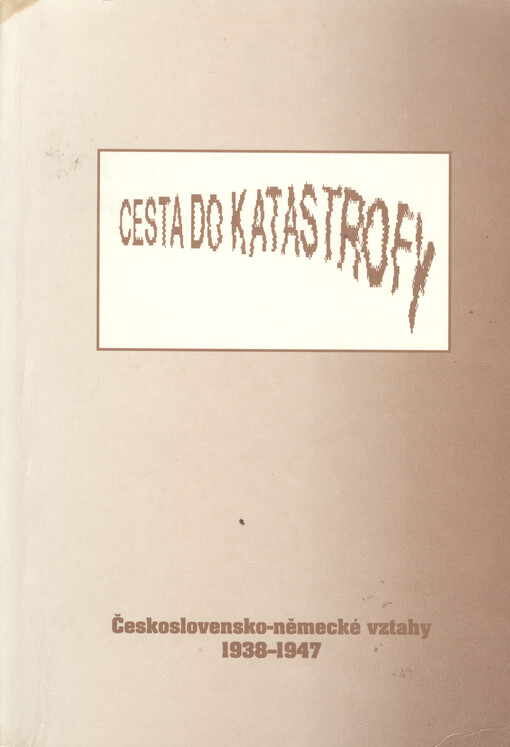 CESTA DO KATASTROFY
Československo-německé vztahy
1938-1947